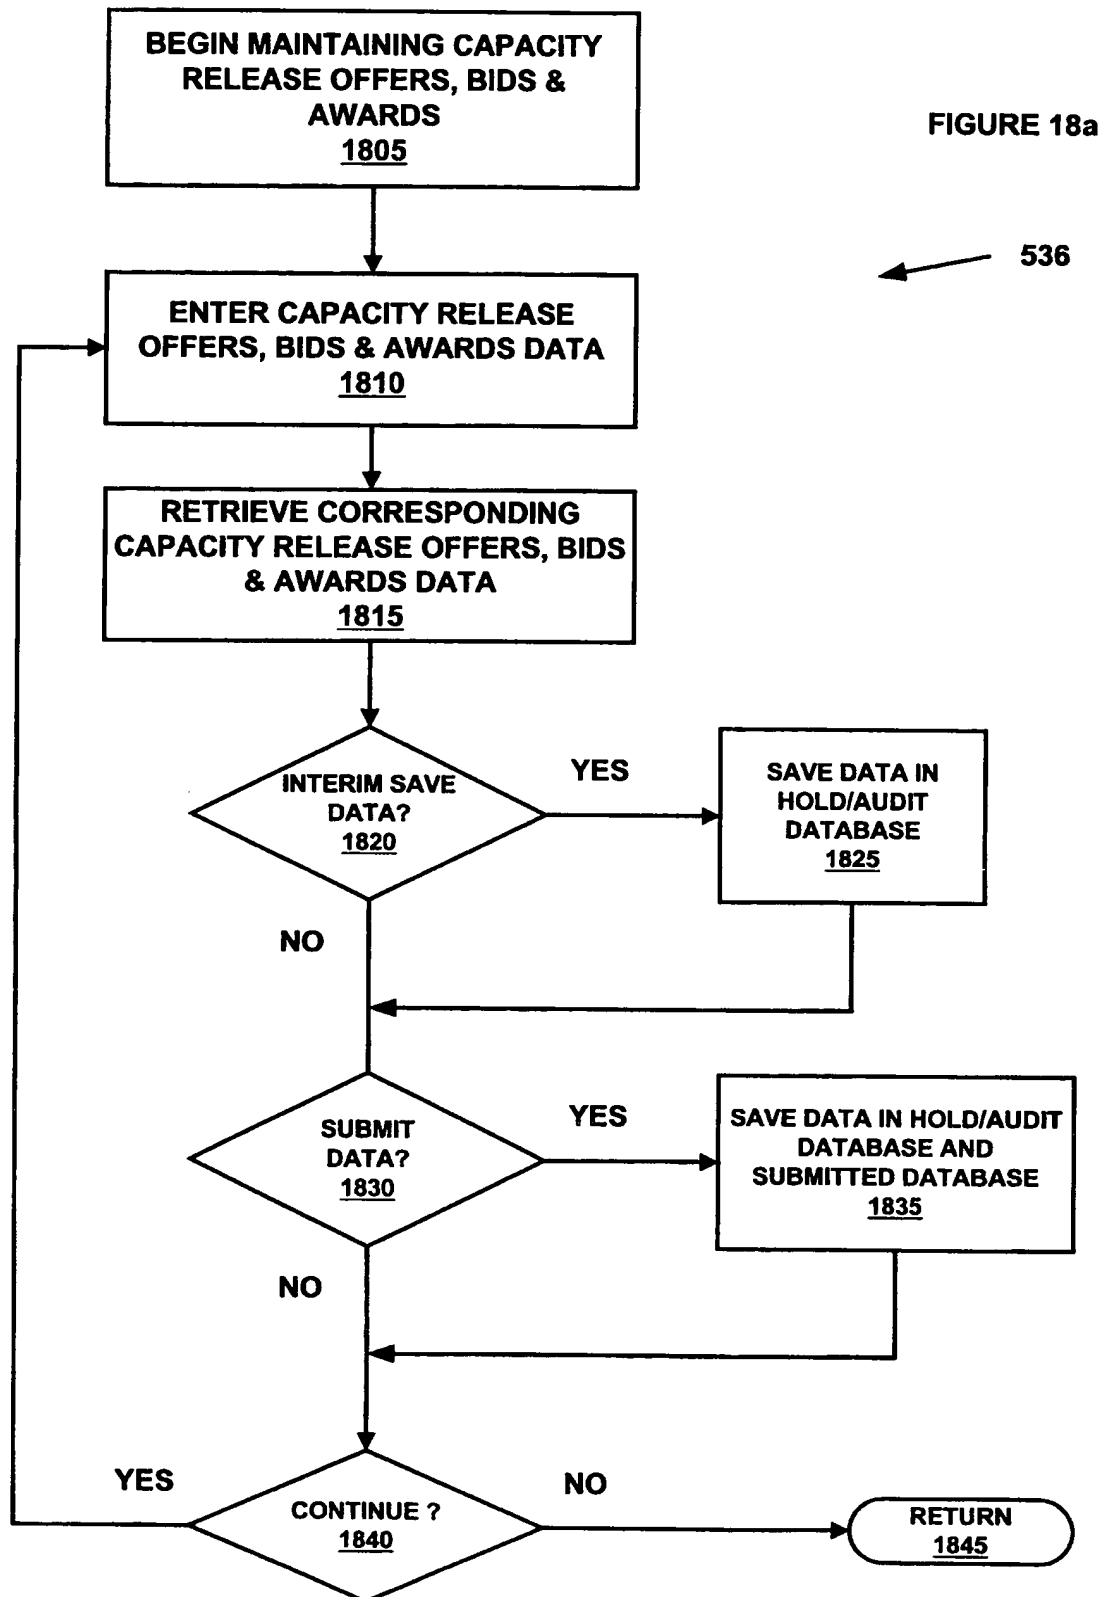 BEGIN MAINTAINING CAPACITY
RELEASE OFFERS, BIDS &
AWARDS
1805
FIGURE 18a
536
ENTER CAPACITY RELEASE
OFFERS, BIDS & AWARDS DATA
1810
RETRIEVE CORRESPONDING
CAPACITY RELEASE OFFERS, BIDS
& AWARDS DATA
1815
INTERIM SAVE
DATA?
1820
YES
SAVE DATA IN
HOLD/AUDIT
DATABASE
1825
NO
SUBMIT
DATA?
1830
YES
SAVE DATA IN HOLD/AUDIT
DATABASE AND
SUBMITTED DATABASE
1835
NO
YES
CONTINUE ?
1840
NO
RETURN
1845